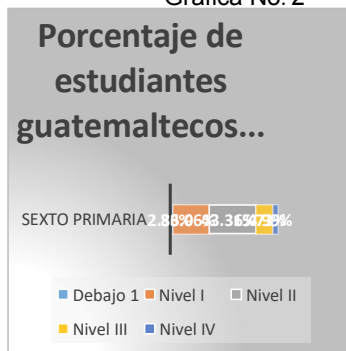 Gráfica No. 2
Porcentaje de
estudiantes
guatemaltecos...
SEXTO PRIMARIA
Debajo 1 Nivel I Nivel II
Nivel III Nivel IV